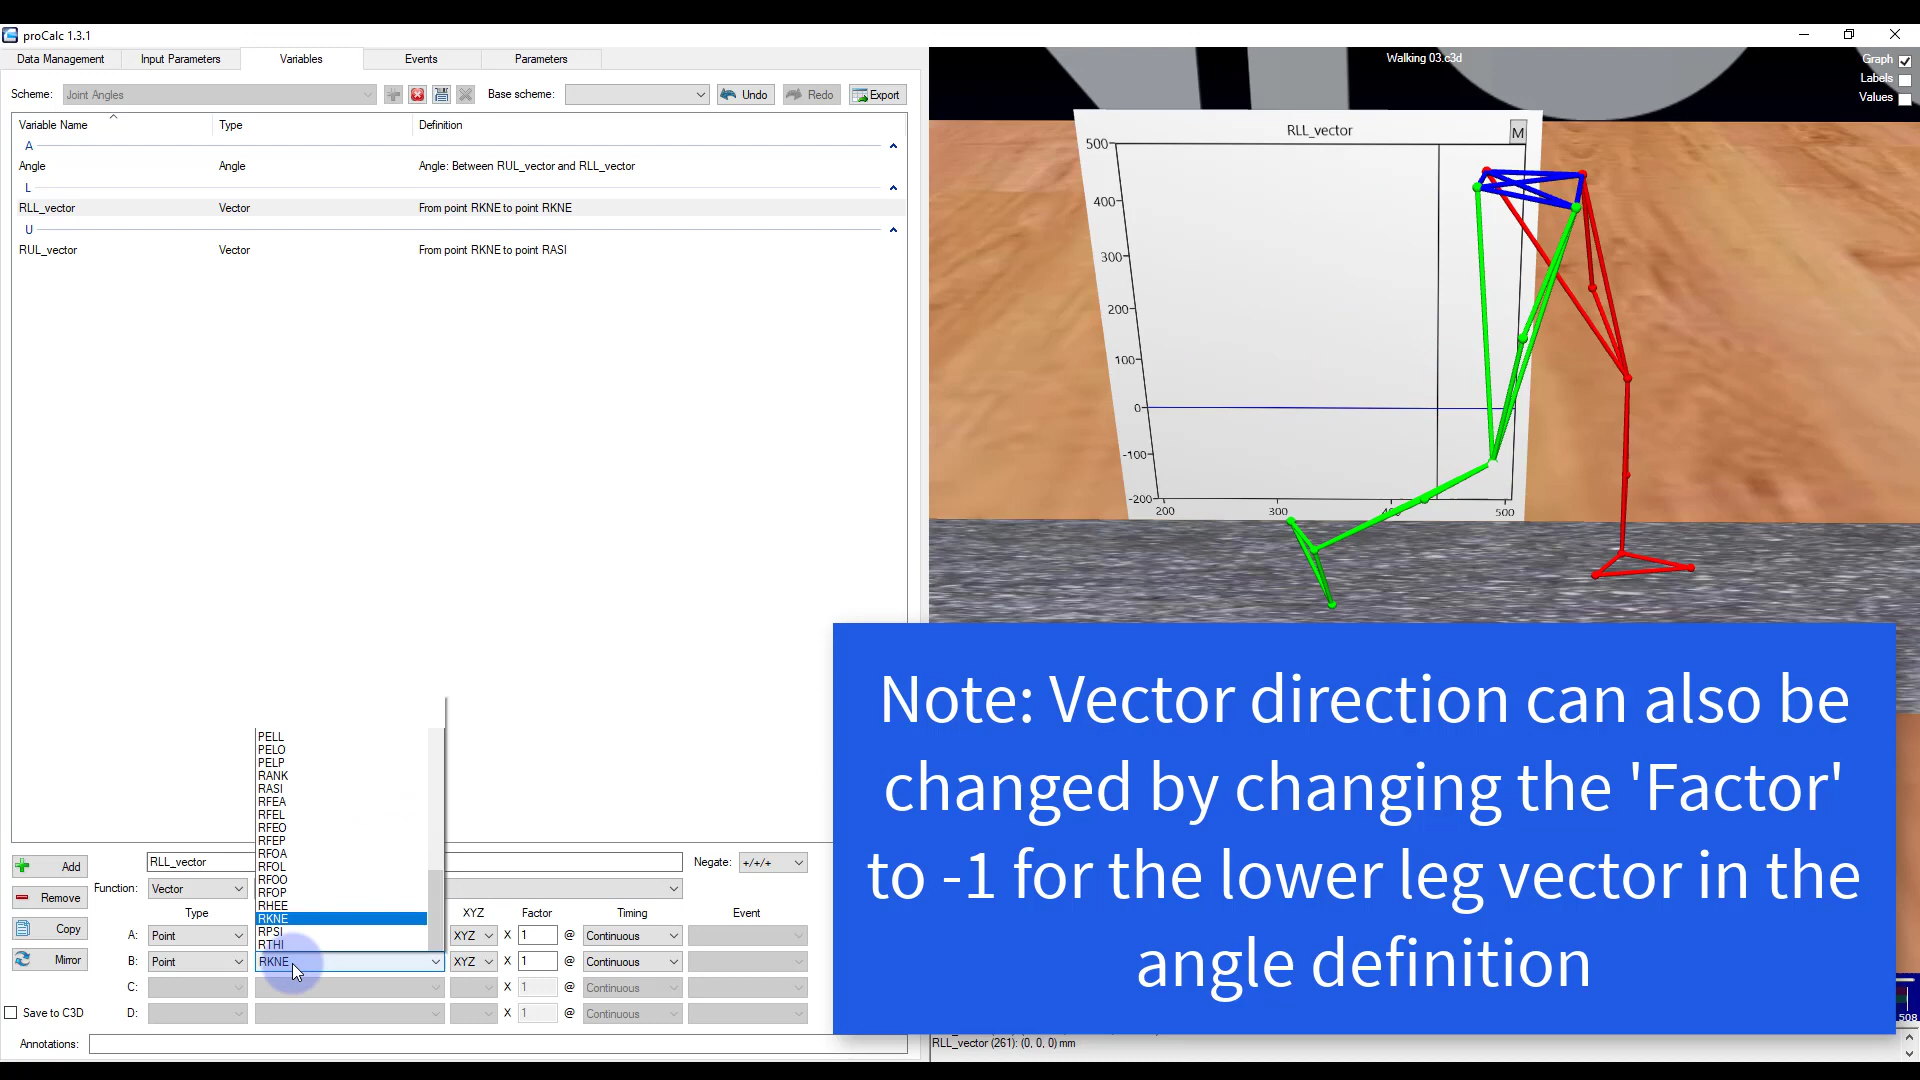 proCalc 1.3.1
Data Management Input Parameters Variables Events Parameters
Scheme: Joint Angles Base scheme: Undo Redo Export
Variable Name Type Definition
A
Angle Angle Angle: Between RUL_vector and RLL_vector
L
RLL_vector Vector From point RKNE to point RKNE
U
RUL_vector Vector From point RKNE to point RASI
PELL
PELO
PELP
RANK
RASI
RFEA
RFEL
RFEO
RFEP
RFOA
RFOL
RFOO
RFOP
RHEE
RKNE
RPSI
RTHI
Add RLL_vector Negate: +/+/+
Remove Function: Vector
Type XYZ Factor Timing Event
Copy A: Point XYZ X 1 @ Continuous
Mirror B: Point RKNE XYZ X 1 @ Continuous
C: X 1 @ Continuous
Save to C3D D: X 1 @ Continuous
Annotations:
Walking 03.c3d
Graph
Labels
Values
RLL_vector M
500
400
300
200
100
0
-100
-200
200 300 500
Note: Vector direction can also be
changed by changing the 'Factor'
to -1 for the lower leg vector in the
angle definition
508
RLL_vector (261): (0, 0, 0) mm